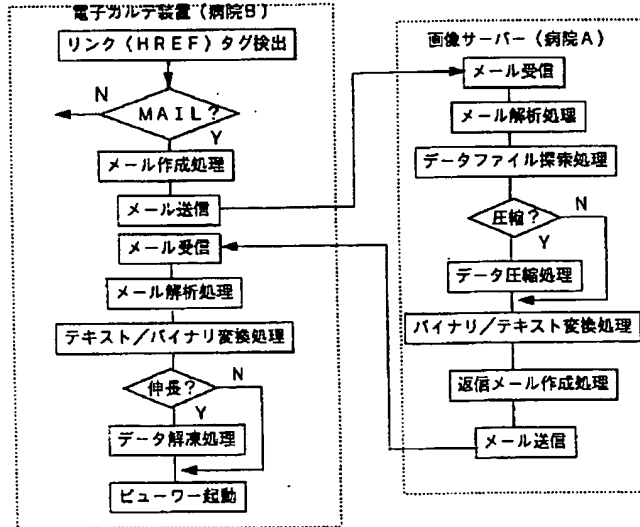 電子カルテ装置（病院B）
リンク（HREF）タグ検出
N
MAIL？
Y
メール作成処理
メール送信
メール受信
メール解析処理
テキスト／バイナリ変換処理
伸長？
N
Y
データ解凍処理
ビューワー起動
画像サーバー（病院A）
メール受信
メール解析処理
データファイル探索処理
圧縮？
N
Y
データ圧縮処理
バイナリ／テキスト変換処理
返信メール作成処理
メール送信